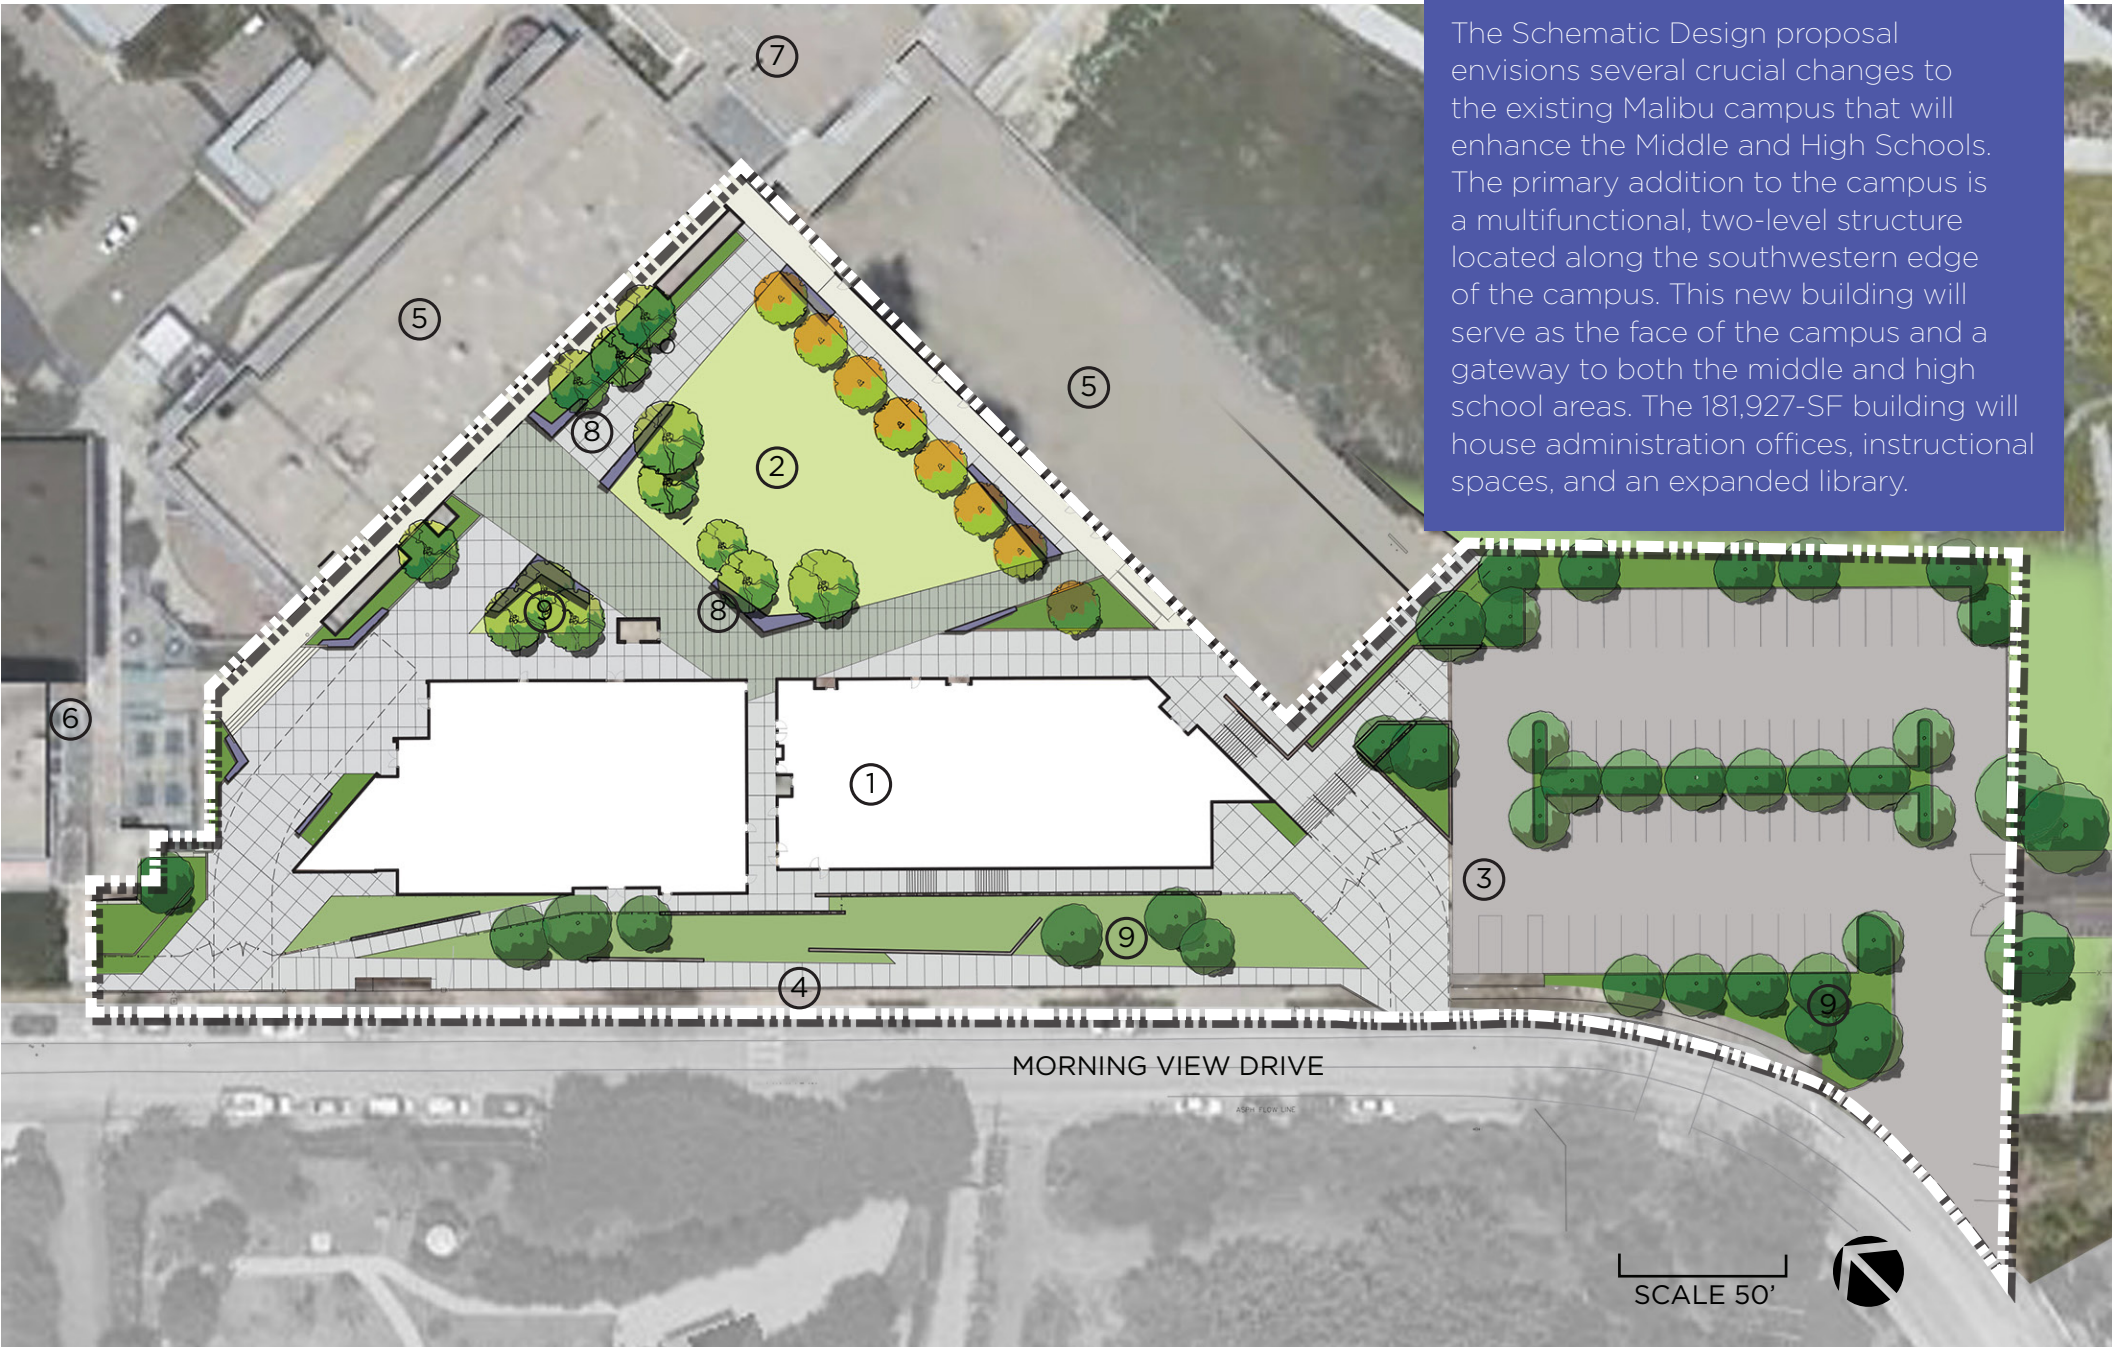 The Schematic Design proposal
envisions several crucial changes to
the existing Malibu campus that will
enhance the Middle and High Schools.
The primary addition to the campus is
a multifunctional, two-level structure
located along the southwestern edge
of the campus. This new building will
serve as the face of the campus and a
gateway to both the middle and high
school areas. The 181,927-SF building will
house administration offices, instructional
spaces, and an expanded library.
7
5
5
8
2
9
8
6
1
3
9
4
9
MORNING VIEW DRIVE
ASPH FLOW LINE
SCALE 50’